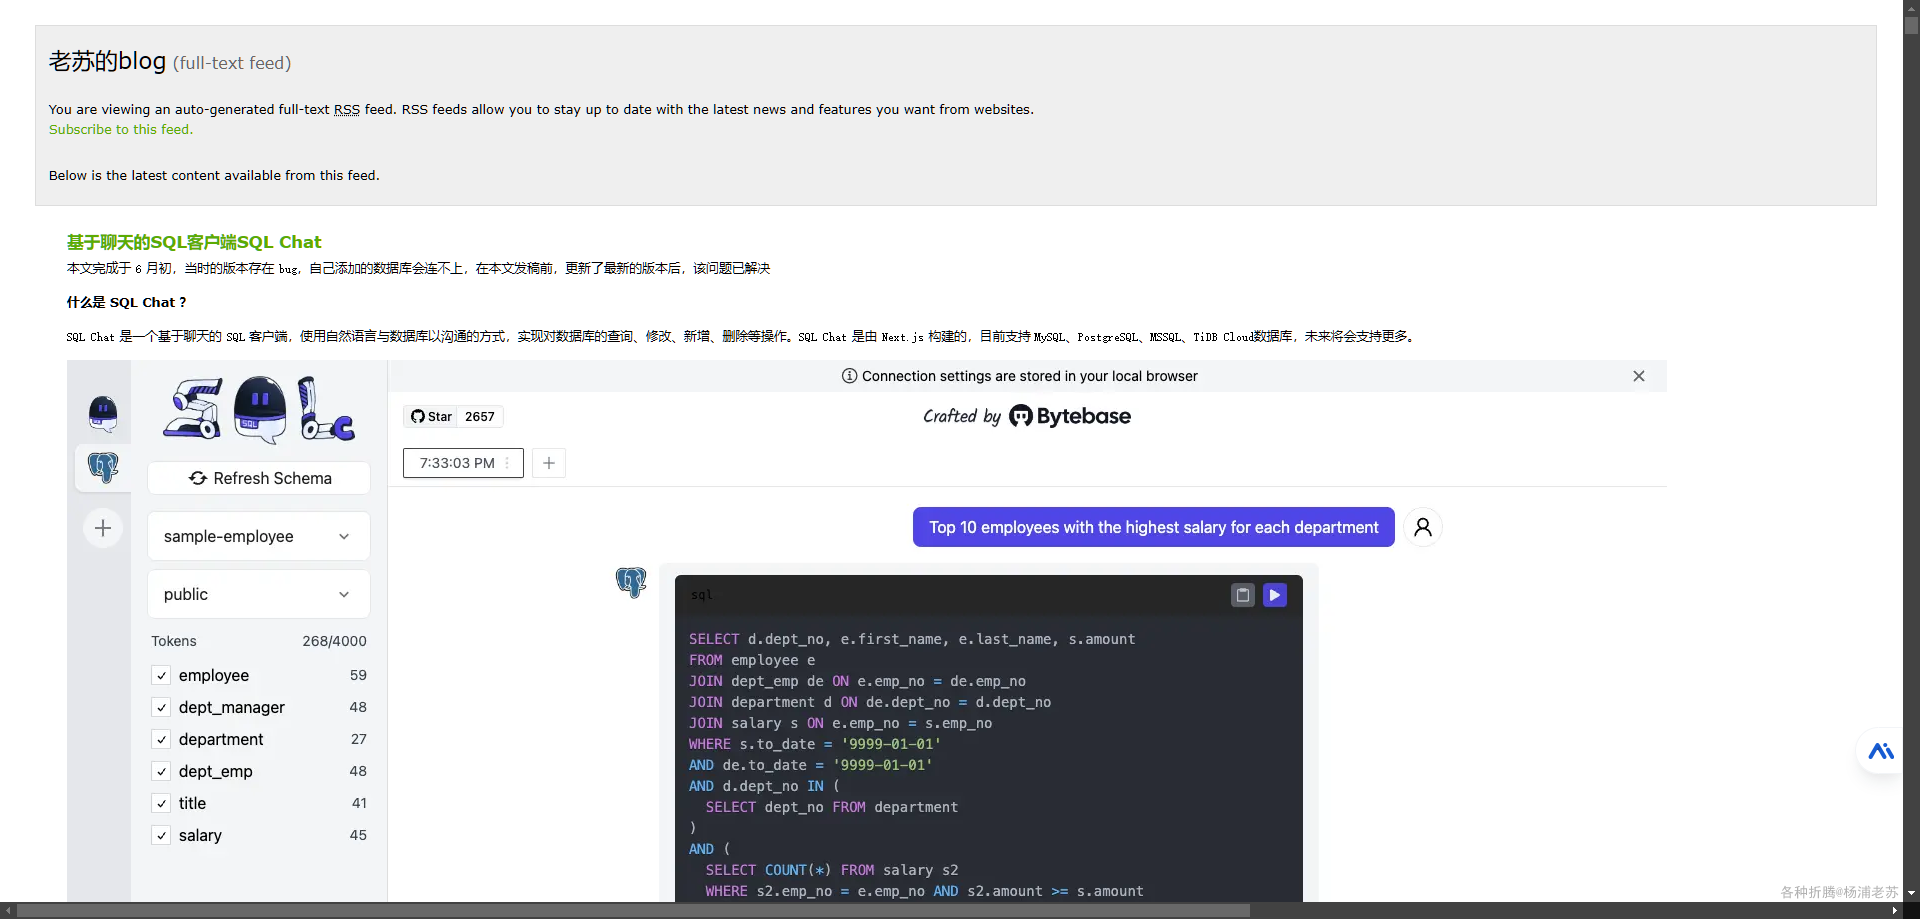 老苏的blog (full-text feed)
You are viewing an auto-generated full-text RSS feed. RSS feeds allow you to stay up to date with the latest news and features you want from websites.
Subscribe to this feed.
Below is the latest content available from this feed.
基于聊天的SQL客户端SQL Chat
本文完成于 6 月初，当时的版本存在 bug，自己添加的数据库会连不上，在本文发稿前，更新了最新的版本后，该问题已解决
什么是 SQL Chat ?
SQL Chat 是一个基于聊天的 SQL 客户端，使用自然语言与数据库以沟通的方式，实现对数据库的查询、修改、新增、删除等操作。SQL Chat 是由 Next.js 构建的，目前支持 MySQL、PostgreSQL、MSSQL、TiDB Cloud数据库，未来将会支持更多。
SQL
SQL
Refresh Schema
sample-employee
public
Tokens 268/4000
employee 59
dept_manager 48
department 27
dept_emp 48
title 41
salary 45
Connection settings are stored in your local browser
Star 2657
Crafted by Bytebase
7:33:03 PM
Top 10 employees with the highest salary for each department
sql
SELECT d.dept_no, e.first_name, e.last_name, s.amount
FROM employee e
JOIN dept_emp de ON e.emp_no = de.emp_no
JOIN department d ON de.dept_no = d.dept_no
JOIN salary s ON e.emp_no = s.emp_no
WHERE s.to_date = '9999-01-01'
AND de.to_date = '9999-01-01'
AND d.dept_no IN (
  SELECT dept_no FROM department
)
AND (
  SELECT COUNT(*) FROM salary s2
  WHERE s2.emp_no = e.emp_no AND s2.amount >= s.amount
各种折腾@杨浦老苏